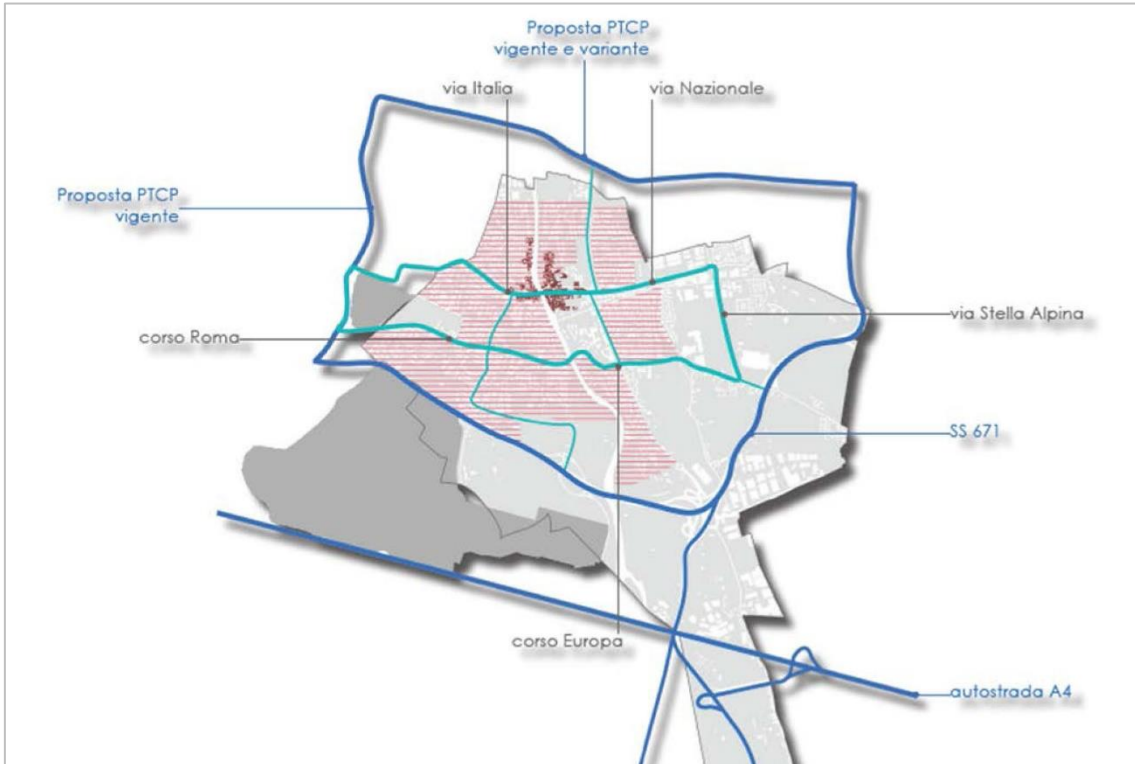 Proposta PTCP
vigente e variante
via Italia
via Nazionale
Proposta PTCP
vigente
via Stella Alpina
corso Roma
SS 671
corso Europa
autostrada A4